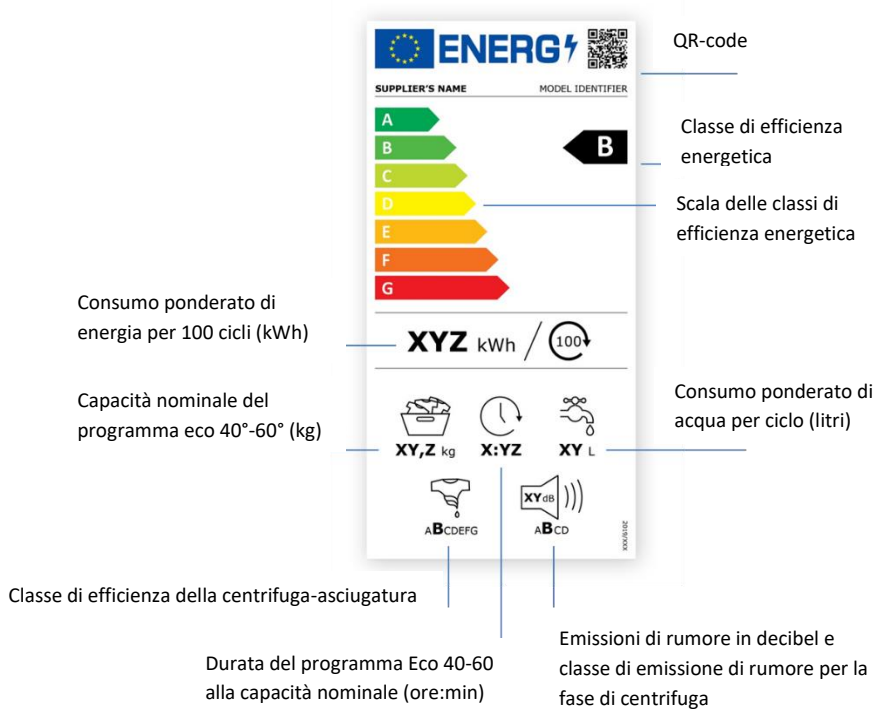 ENERG
QR-code
SUPPLIER'S NAME
MODEL IDENTIFIER
A
B
B
Classe di efficienza
energetica
C
D
Scala delle classi di
efficienza energetica
E
F
G
Consumo ponderato di
energia per 100 cicli (kWh)
XYZ kWh / 100
Capacità nominale del
programma eco 40°-60° (kg)
Consumo ponderato di
acqua per ciclo (litri)
XY,Z kg
X:YZ
XY L
XY dB
ABCDEFG
ABCD
2019/XXX
Classe di efficienza della centrifuga-asciugatura
Durata del programma Eco 40-60
alla capacità nominale (ore:min)
Emissioni di rumore in decibel e
classe di emissione di rumore per la
fase di centrifuga